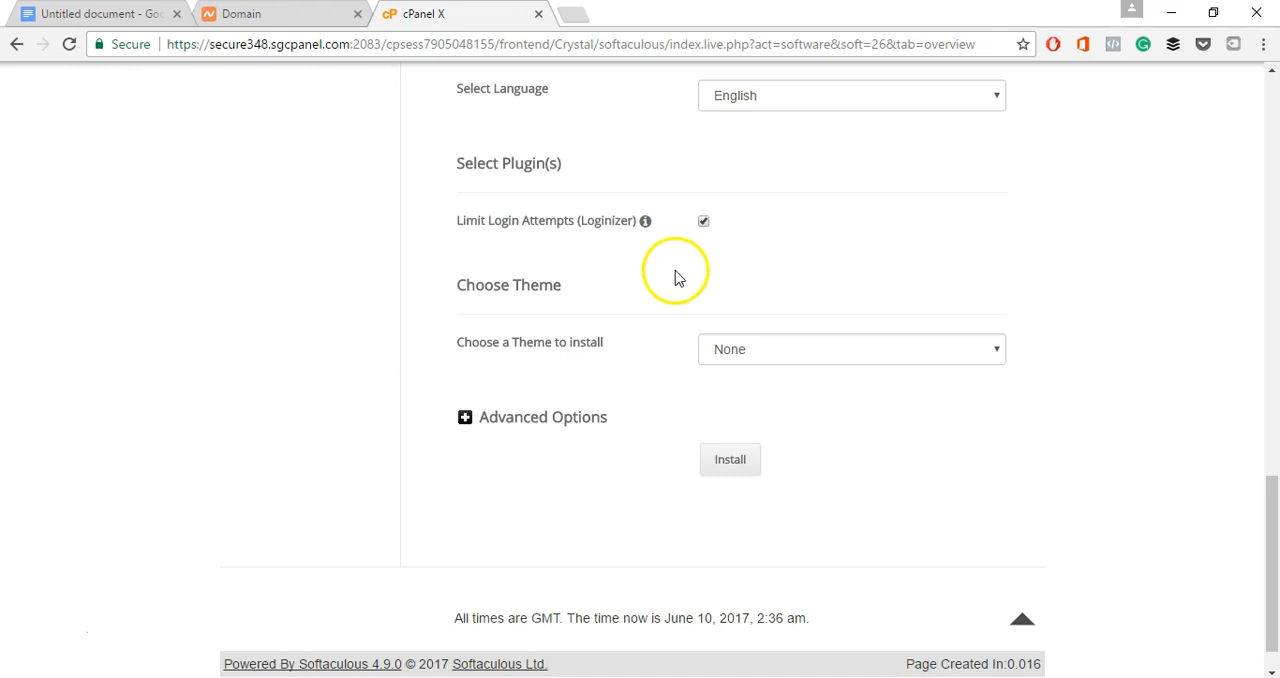 Untitled document - Goo
Domain
cP cPanel X
Secure https://secure348.sgcpanel.com:2083/cpsess7905048155/frontend/Crystal/softaculous/index.live.php?act=software&soft=26&tab=overview
Select Language
English
Select Plugin(s)
Limit Login Attempts (Loginizer)
Choose Theme
Choose a Theme to install
None
Advanced Options
Install
All times are GMT. The time now is June 10, 2017, 2:36 am.
Powered By Softaculous 4.9.0 © 2017 Softaculous Ltd.
Page Created In:0.016